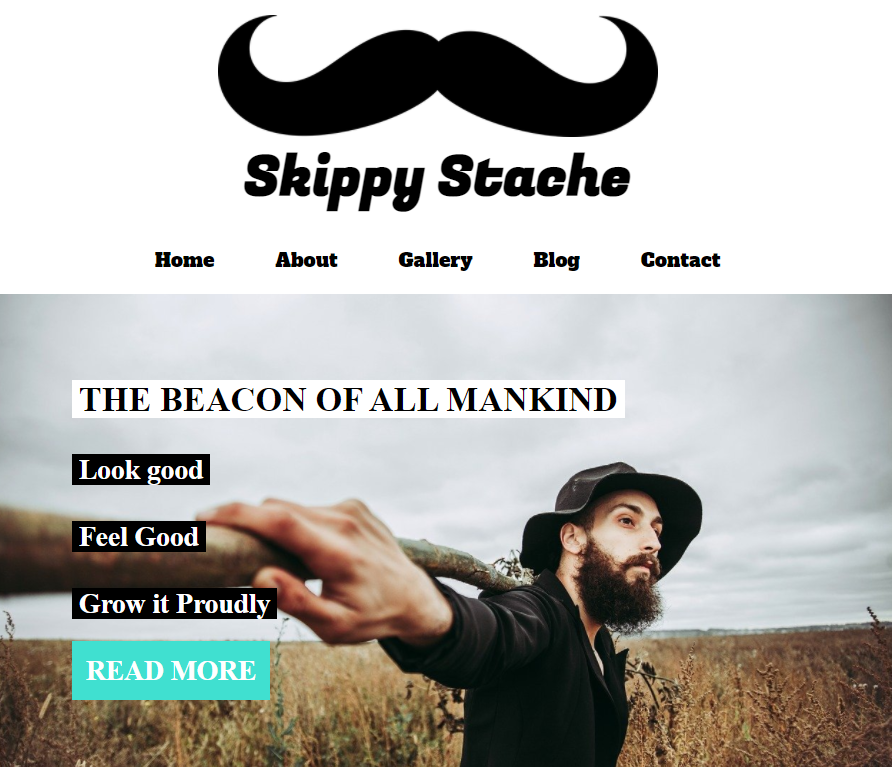 Skippy Stache
Home About Gallery Blog Contact
THE BEACON OF ALL MANKIND
Look good
Feel Good
Grow it Proudly
READ MORE